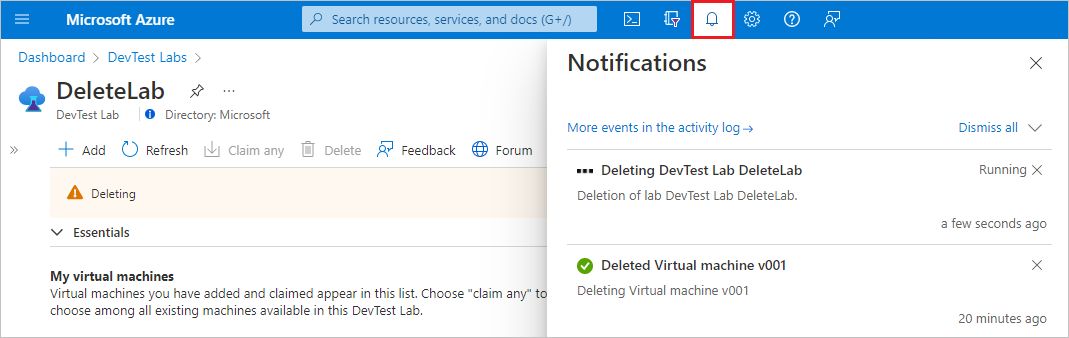 Microsoft Azure
Search resources, services, and docs (G+/)
Dashboard > DevTest Labs >
DeleteLab
...
DevTest Lab
Directory: Microsoft
Add
Refresh
Claim any
Delete
Feedback
Forum
Deleting
Essentials
My virtual machines
Virtual machines you have added and claimed appear in this list. Choose "claim any" to
choose among all existing machines available in this DevTest Lab.
Notifications
More events in the activity log →
Dismiss all
Deleting DevTest Lab DeleteLab
Running
Deletion of lab DevTest Lab DeleteLab.
a few seconds ago
Deleted Virtual machine v001
Deleting Virtual machine v001
20 minutes ago